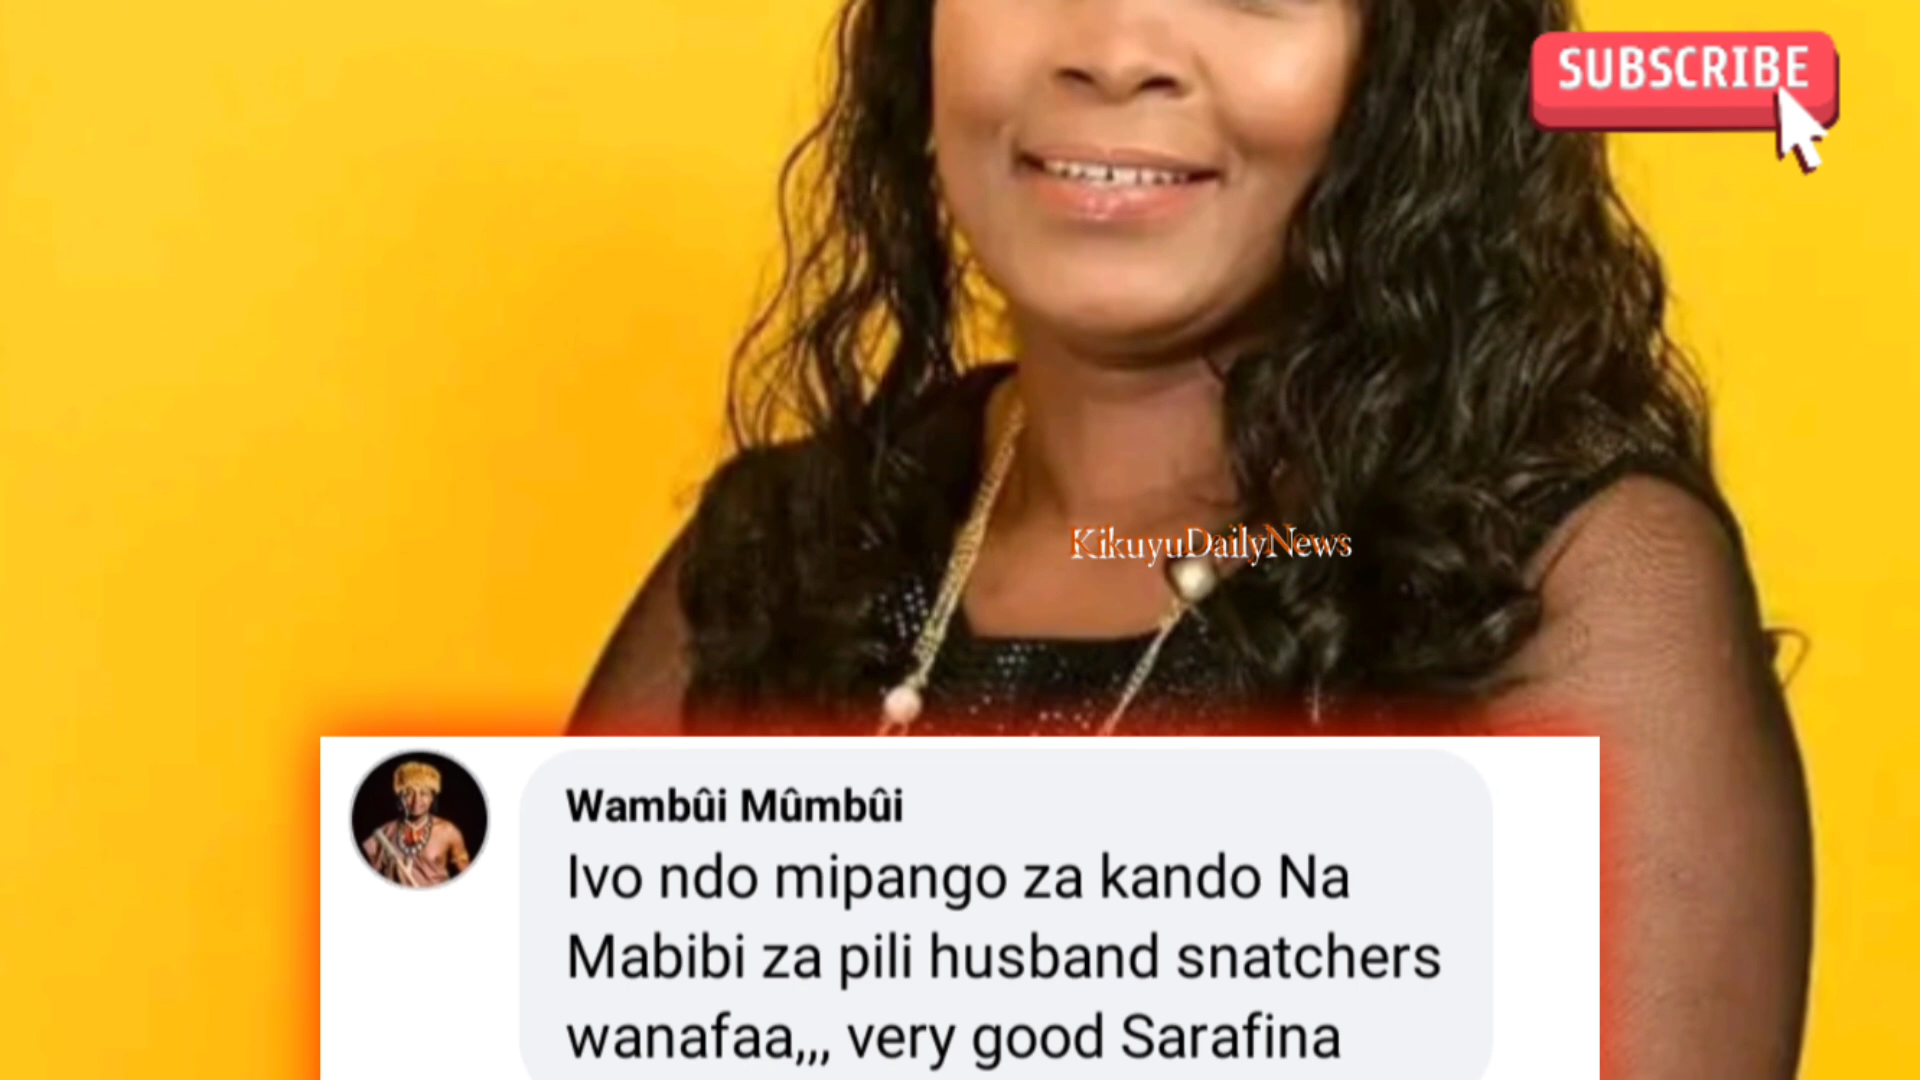 SUBSCRIBE
KikuyuDailyNews
Wambûi Mûmbûi
Ivo ndo mipango za kando Na
Mabibi za pili husband snatchers
wanafaa,,, very good Sarafina